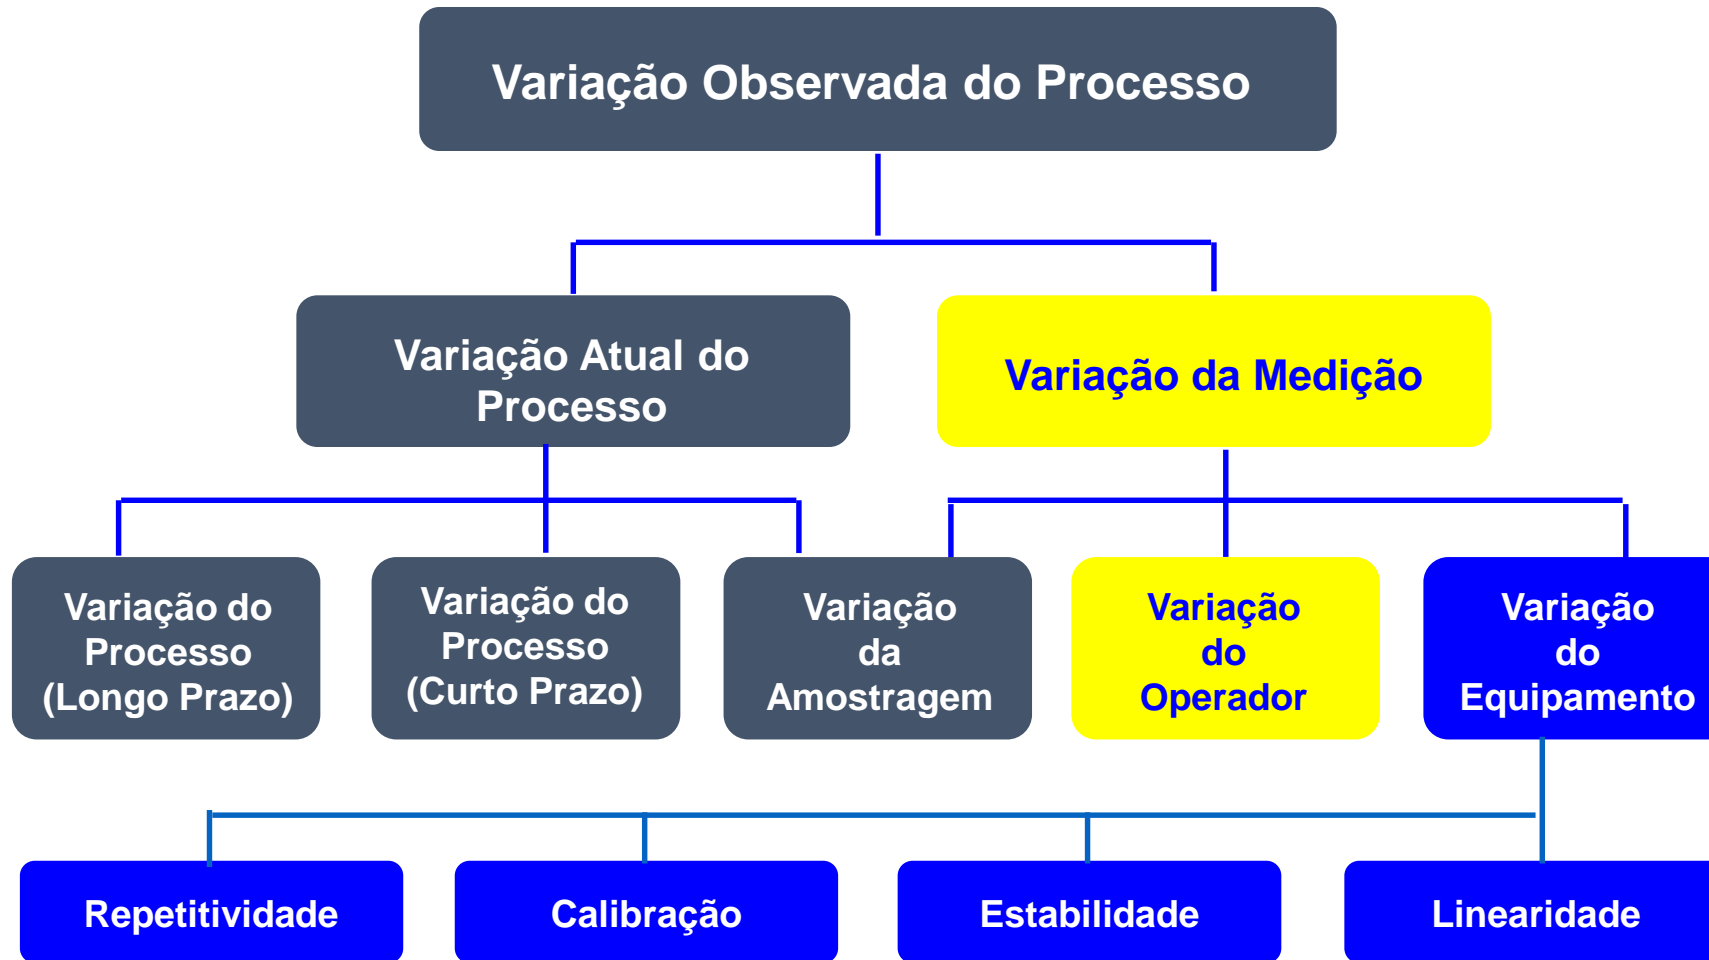 Variação Observada do Processo
Variação Atual do
Processo
Variação da Medição
Variação do
Processo
(Longo Prazo)
Variação do
Processo
(Curto Prazo)
Variação
da
Amostragem
Variação
do
Operador
Variação
do
Equipamento
Repetitividade
Calibração
Estabilidade
Linearidade